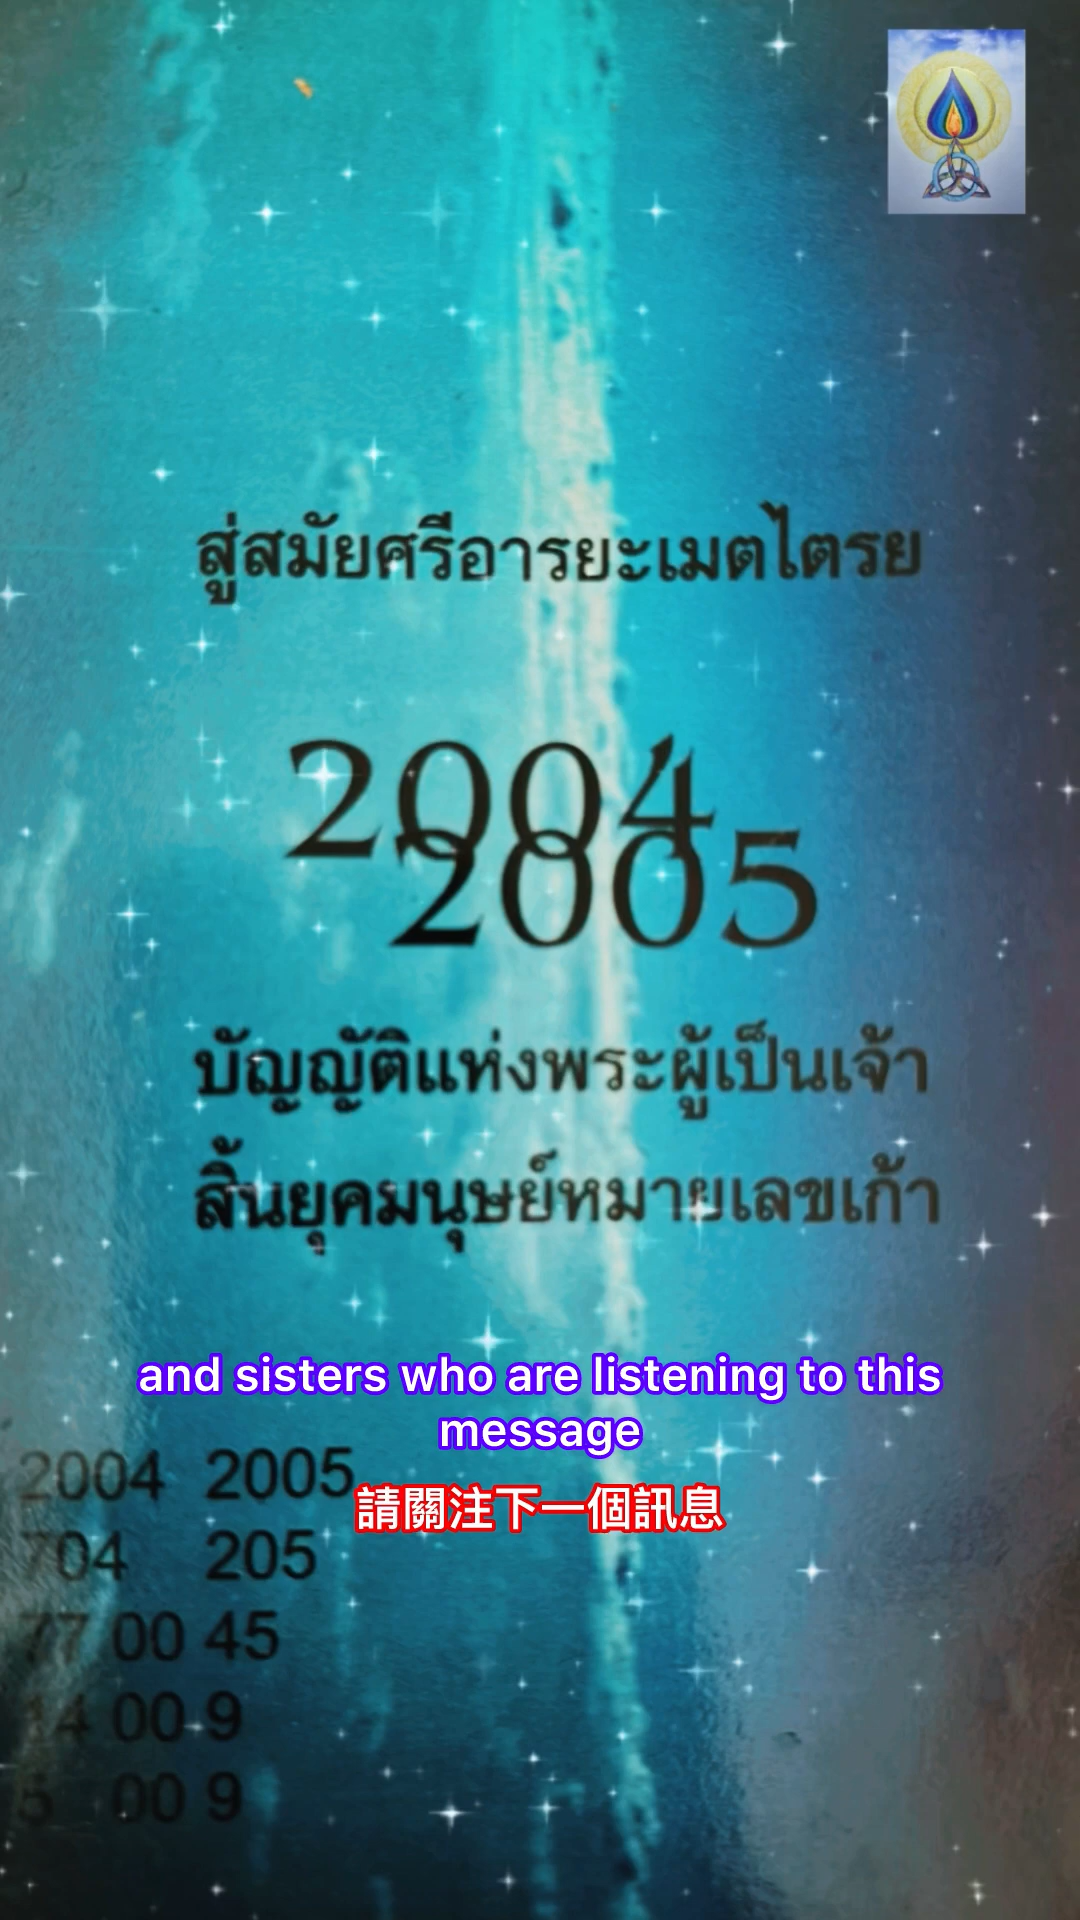 สู่สมัยศรีอารยะเมตไตรย
2004
2005
บัญญัติแห่งพระผู้เป็นเจ้า
สิ้นยุคมนุษย์หมายเลขเก้า
and sisters who are listening to this
message
請關注下一個訊息
2004 2005
704 205
77 00 45
14 00 9
5 00 9